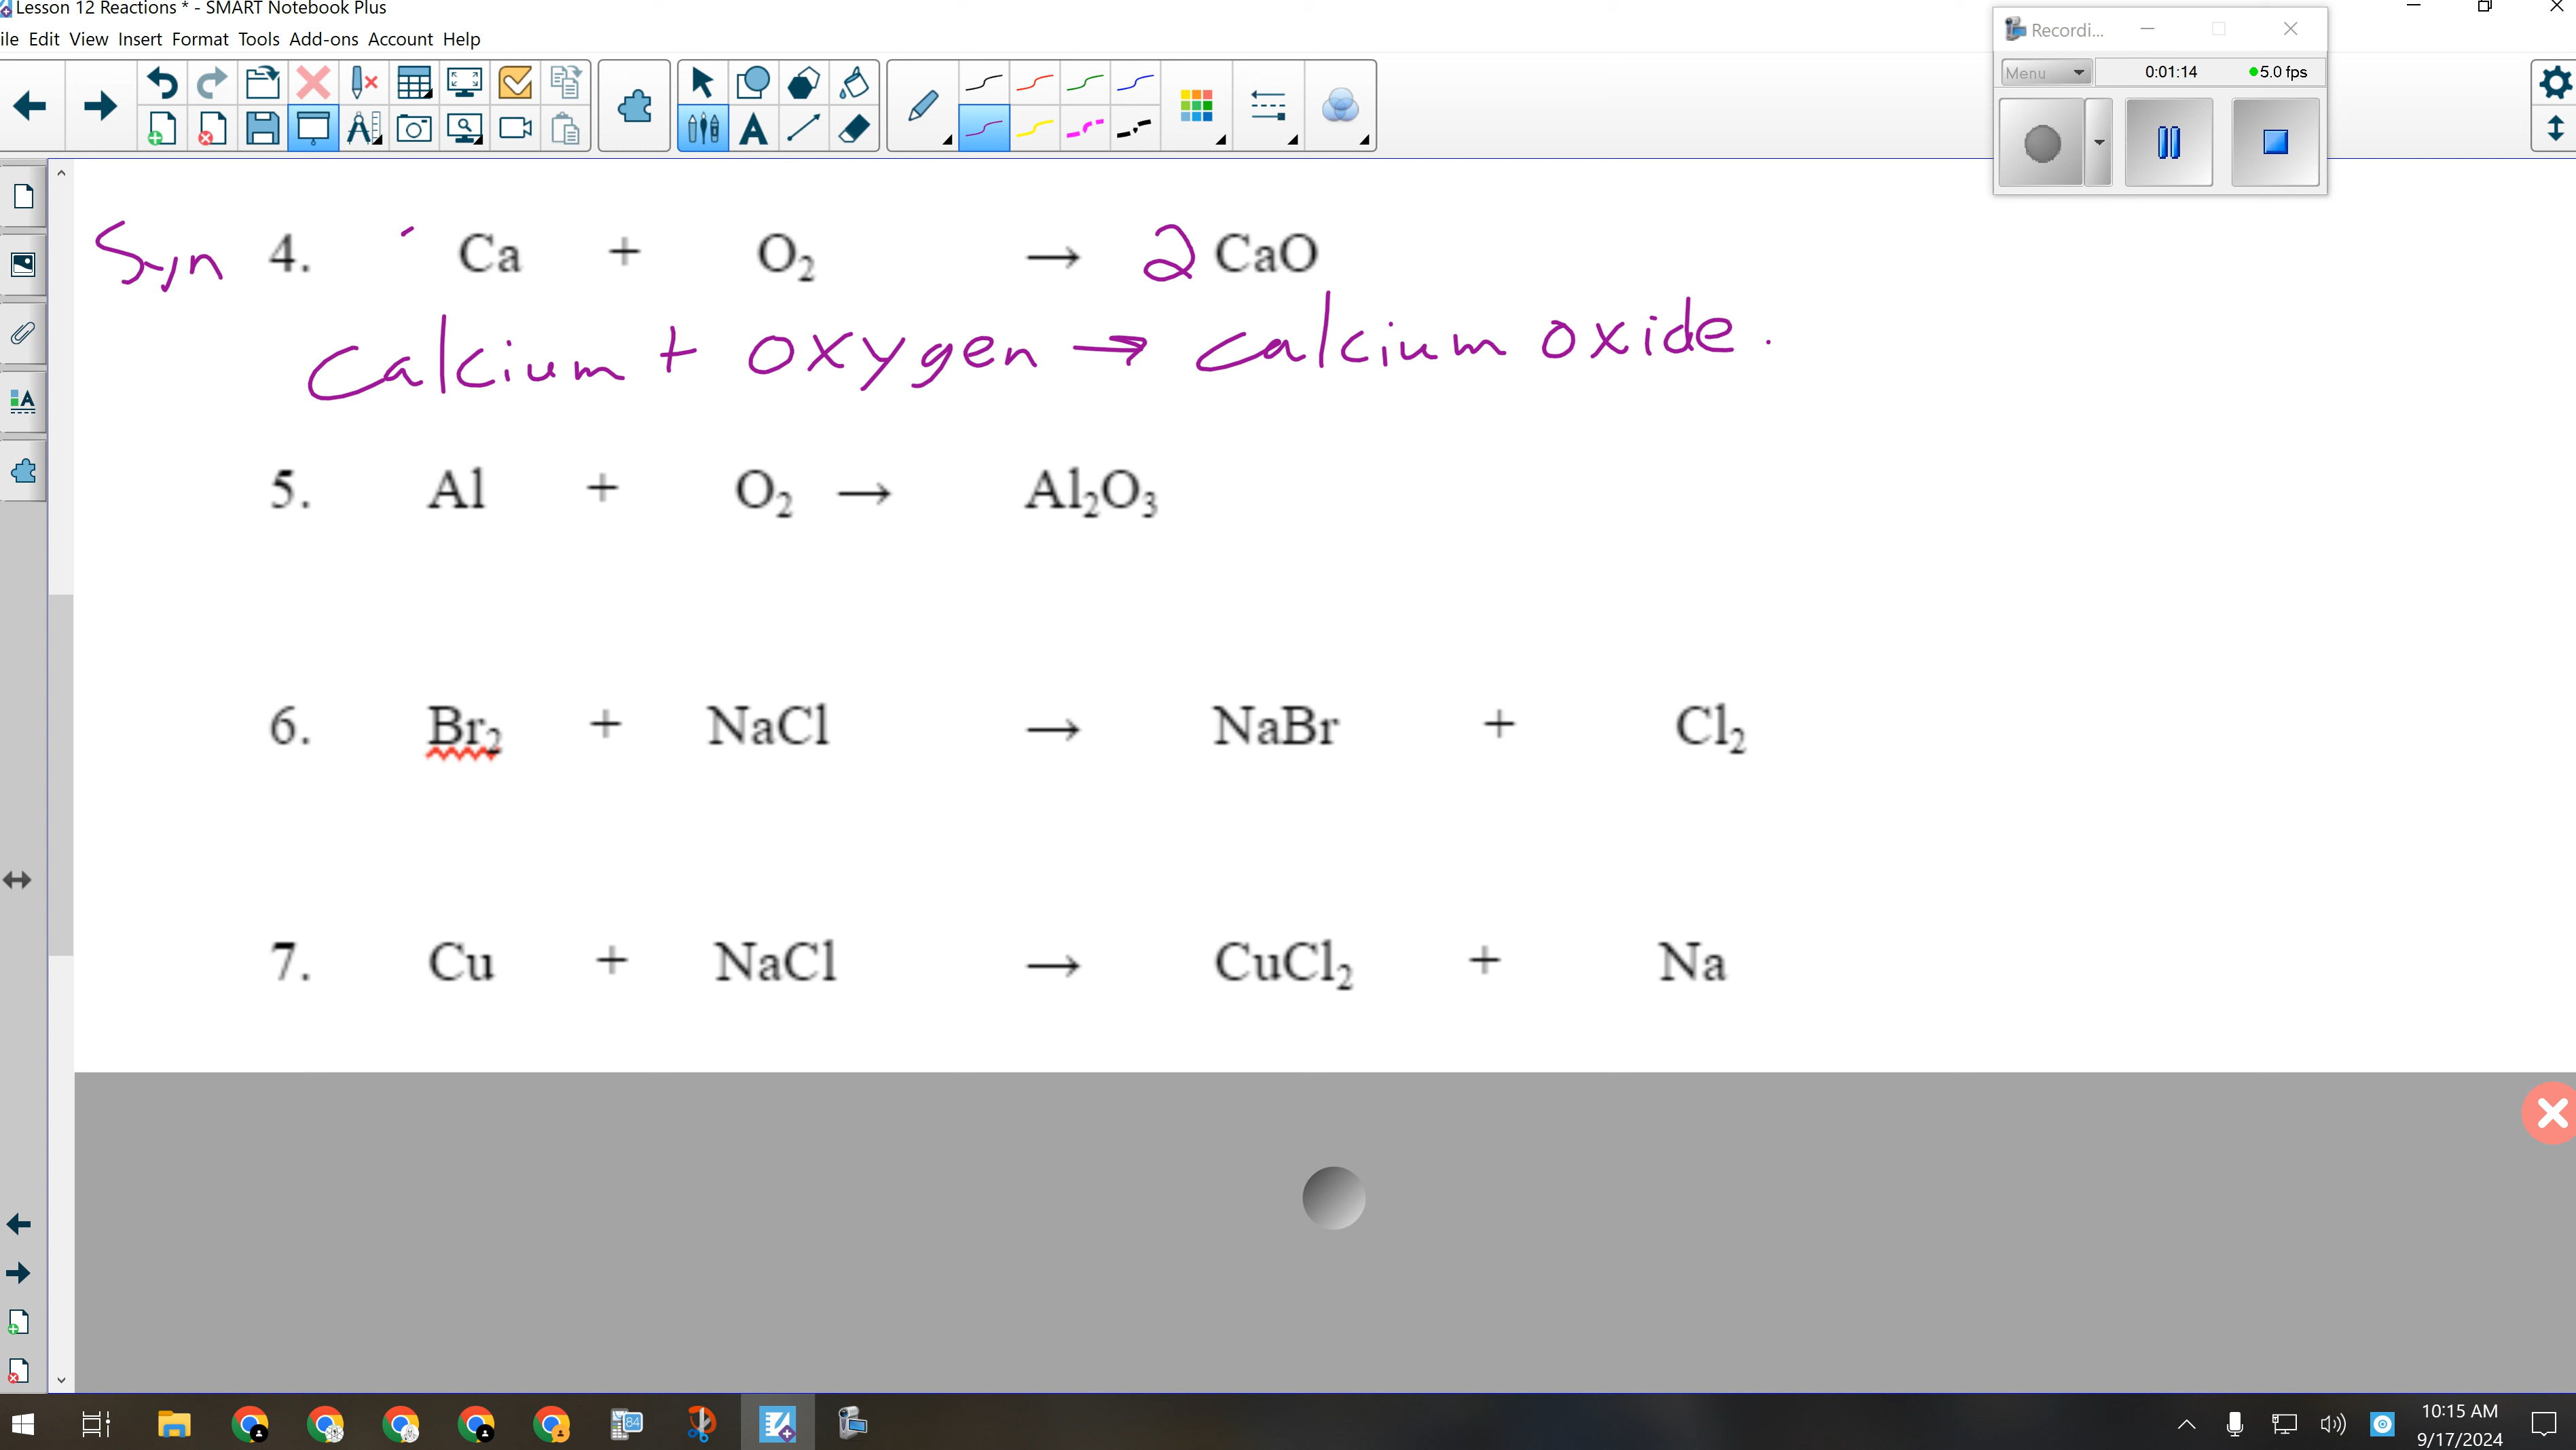 Lesson 12 Reactions * - SMART Notebook Plus
ile Edit View Insert Format Tools Add-ons Account Help
Recordi...
Menu 0:01:14 5.0 fps
Syn 4. Ca + O₂ → 2 CaO
Calcium + oxygen → calcium oxide.
5. Al + O₂ → Al₂O₃
6. Br₂ + NaCl → NaBr + Cl₂
7. Cu + NaCl → CuCl₂ + Na
84
10:15 AM
9/17/2024